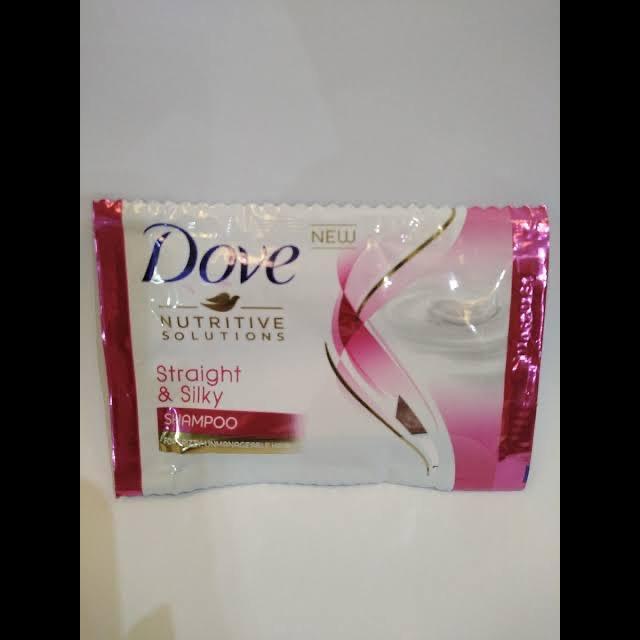 Dove
NEW
NUTRITIVE
SOLUTIONS
Straight
& Silky
SHAMPOO